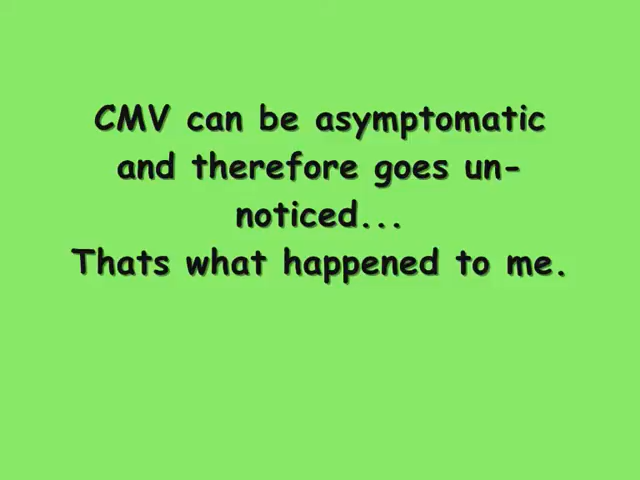 CMV can be asymptomatic
and therefore goes un-
noticed...
Thats what happened to me.